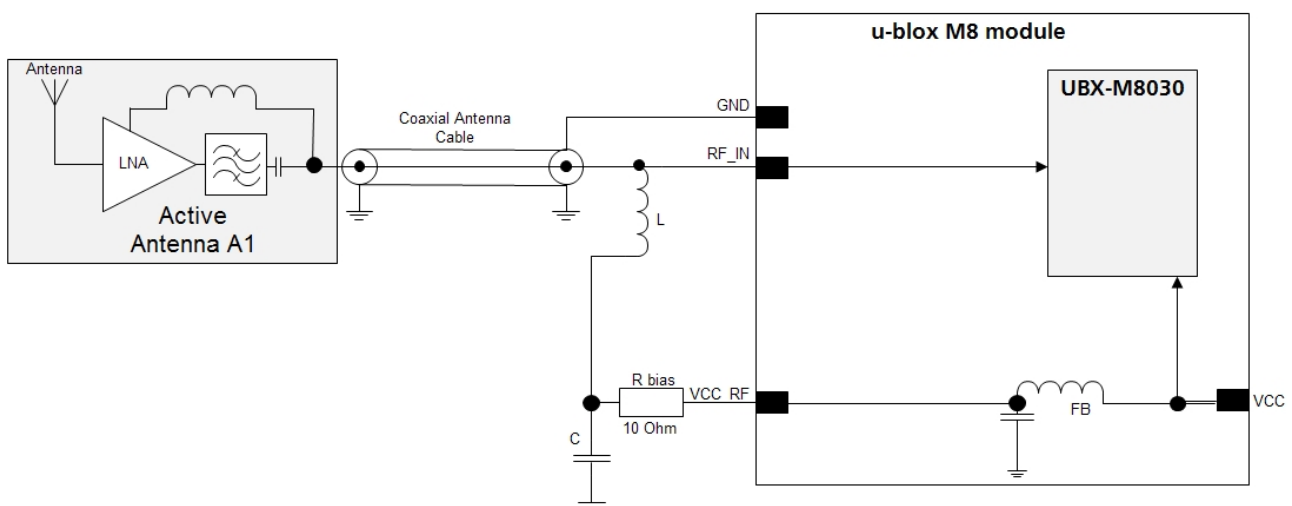 u-blox M8 module
Antenna
UBX-M8030
GND
Coaxial Antenna
Cable
RF_IN
LNA
Active
Antenna A1
L
R bias
VCC_RF
VCC
FB
10 Ohm
C